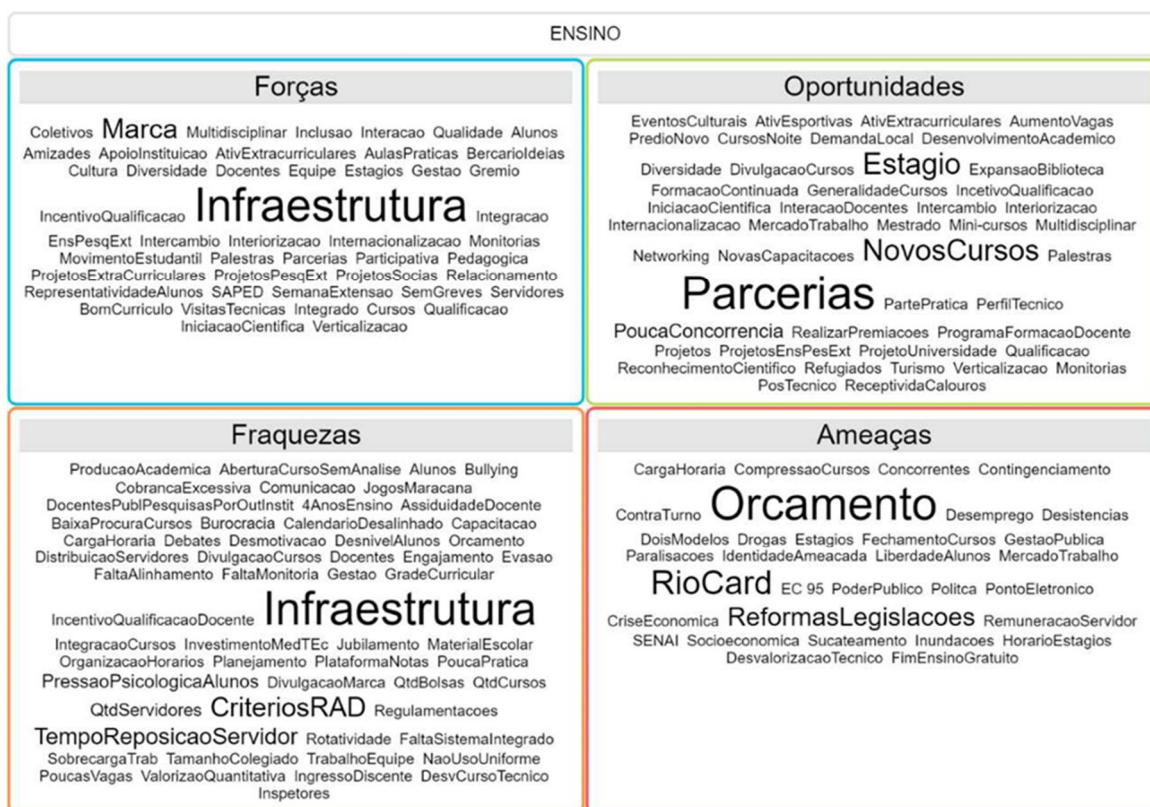 ENSINO
Forças
Coletivos Marca Multidisciplinar Inclusao Interacao Qualidade Alunos
Amizades ApoioInstituicao AtivExtracurriculares AulasPraticas BercarioIdeias
Cultura Diversidade Docentes Equipe Estagios Gestao Gremio
IncentivoQualificacao Infraestrutura Integracao
EnsPesqExt Intercambio Interiorizacao Internacionalizacao Monitorias
MovimentoEstudantil Palestras Parcerias Participativa Pedagogica
ProjetosExtraCurriculares ProjetosPesqExt ProjetosSocias Relacionamento
RepresentatividadeAlunos SAPED SemanaExtensao SemGreves Servidores
BomCurriculo VisitasTecnicas Integrado Cursos Qualificacao
IniciacaoCientifica Verticalizacao
Oportunidades
EventosCulturais AtivEsportivas AtivExtracurriculares AumentoVagas
PredioNovo CursosNoite DemandaLocal DesenvolvimentoAcademico
Diversidade DivulgacaoCursos Estagio ExpansaoBiblioteca
FormacaoContinuada GeneralidadeCursos IncetivoQualificacao
IniciacaoCientifica InteracaoDocentes Intercambio Interiorizacao
Internacionalizacao MercadoTrabalho Mestrado Mini-cursos Multidisciplinar
Networking NovasCapacitacoes NovosCursos Palestras
Parcerias PartePratica PerfilTecnico
PoucaConcorrencia RealizarPremiacoes ProgramaFormacaoDocente
Projetos ProjetosEnsPesExt ProjetoUniversidade Qualificacao
ReconhecimentoCientifico Refugiados Turismo Verticalizacao Monitorias
PosTecnico ReceptividaCalouros
Fraquezas
ProducaoAcademica AberturaCursoSemAnalise Alunos Bullying
CobrancaExcessiva Comunicacao JogosMaracana
DocentesPublPesquisasPorOutInstit 4AnosEnsino AssiduidadeDocente
BaixaProcuraCursos Burocracia CalendarioDesalinhado Capacitacao
CargaHoraria Debates Desmotivacao DesnivelAlunos Orcamento
DistribuicaoServidores DivulgacaoCursos Docentes Engajamento Evasao
FaltaAlinhamento FaltaMonitoria Gestao GradeCurricular
IncentivoQualificacaoDocente Infraestrutura
IntegracaoCursos InvestimentoMedTEc Jubilamento MaterialEscolar
OrganizacaoHorarios Planejamento PlataformaNotas PoucaPratica
PressaoPsicologicaAlunos DivulgacaoMarca QtdBolsas QtdCursos
QtdServidores CriteriosRAD Regulamentacoes
TempoReposicaoServidor Rotatividade FaltaSistemaIntegrado
SobrecargaTrab TamanhoColegiado TrabalhoEquipe NaoUsoUniforme
PoucasVagas ValorizaoQuantitativa IngressoDiscente DesvCursoTecnico
Inspetores
Ameaças
CargaHoraria CompressaoCursos Concorrentes Contingenciamento
ContraTurno Orcamento Desemprego Desistencias
DoisModelos Drogas Estagios FechamentoCursos GestaoPublica
Paralisacoes IdentidadeAmeacada LiberdadeAlunos MercadoTrabalho
RioCard EC 95 PoderPublico Politca PontoEletronico
CriseEconomica ReformasLegislacoes RemuneracaoServidor
SENAI Socioeconomica Sucateamento Inundacoes HorarioEstagios
DesvalorizacaoTecnico FimEnsinoGratuito